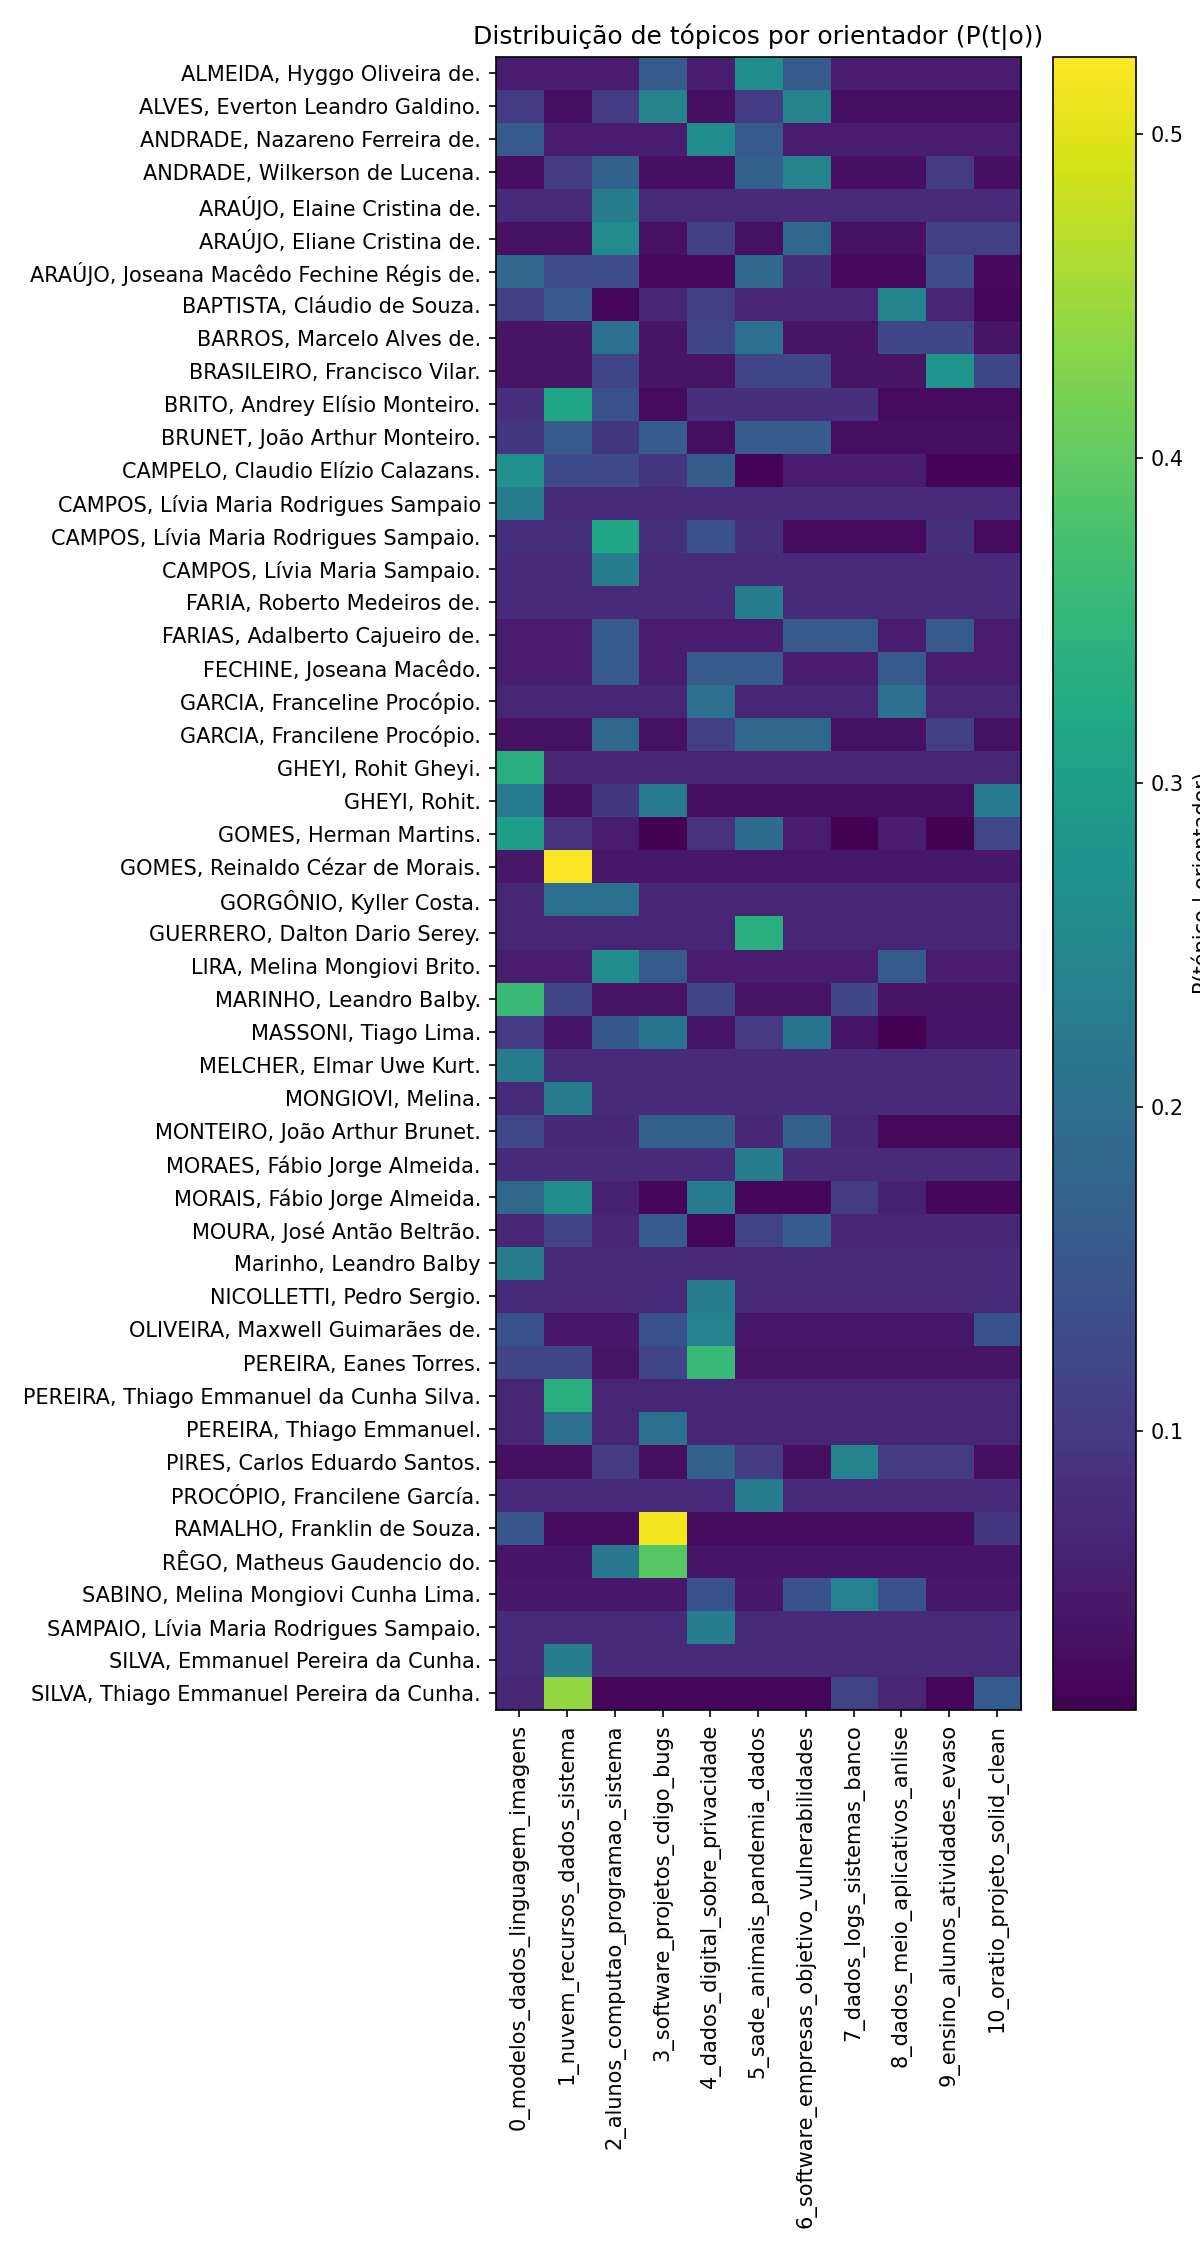 Distribuição de tópicos por orientador (P(t|o))
ALMEIDA, Hyggo Oliveira de.
ALVES, Everton Leandro Galdino.
ANDRADE, Nazareno Ferreira de.
ANDRADE, Wilkerson de Lucena.
ARAÚJO, Elaine Cristina de.
ARAÚJO, Eliane Cristina de.
ARAÚJO, Joseana Macêdo Fechine Régis de.
BAPTISTA, Cláudio de Souza.
BARROS, Marcelo Alves de.
BRASILEIRO, Francisco Vilar.
BRITO, Andrey Elísio Monteiro.
BRUNET, João Arthur Monteiro.
CAMPELO, Claudio Elízio Calazans.
CAMPOS, Lívia Maria Rodrigues Sampaio
CAMPOS, Lívia Maria Rodrigues Sampaio.
CAMPOS, Lívia Maria Sampaio.
FARIA, Roberto Medeiros de.
FARIAS, Adalberto Cajueiro de.
FECHINE, Joseana Macêdo.
GARCIA, Franceline Procópio.
GARCIA, Francilene Procópio.
GHEYI, Rohit Gheyi.
GHEYI, Rohit.
GOMES, Herman Martins.
GOMES, Reinaldo Cézar de Morais.
GORGÔNIO, Kyller Costa.
GUERRERO, Dalton Dario Serey.
LIRA, Melina Mongiovi Brito.
MARINHO, Leandro Balby.
MASSONI, Tiago Lima.
MELCHER, Elmar Uwe Kurt.
MONGIOVI, Melina.
MONTEIRO, João Arthur Brunet.
MORAES, Fábio Jorge Almeida.
MORAIS, Fábio Jorge Almeida.
MOURA, José Antão Beltrão.
Marinho, Leandro Balby
NICOLLETTI, Pedro Sergio.
OLIVEIRA, Maxwell Guimarães de.
PEREIRA, Eanes Torres.
PEREIRA, Thiago Emmanuel da Cunha Silva.
PEREIRA, Thiago Emmanuel.
PIRES, Carlos Eduardo Santos.
PROCÓPIO, Francilene García.
RAMALHO, Franklin de Souza.
RÊGO, Matheus Gaudencio do.
SABINO, Melina Mongiovi Cunha Lima.
SAMPAIO, Lívia Maria Rodrigues Sampaio.
SILVA, Emmanuel Pereira da Cunha.
SILVA, Thiago Emmanuel Pereira da Cunha.
0_modelos_dados_linguagem_imagens
1_nuvem_recursos_dados_sistema
2_alunos_computao_programao_sistema
3_software_projetos_cdigo_bugs
4_dados_digital_sobre_privacidade
5_sade_animais_pandemia_dados
6_software_empresas_objetivo_vulnerabilidades
7_dados_logs_sistemas_banco
8_dados_meio_aplicativos_anlise
9_ensino_alunos_atividades_evaso
10_oratio_projeto_solid_clean
0.5
0.4
0.3
0.2
0.1
P(tópico | orientador)